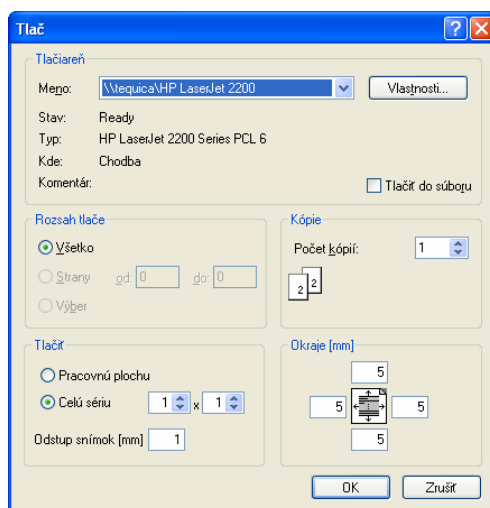 Tlač
Tlačiareň
Meno: \\tequica\HP LaserJet 2200 Vlastnosti...
Stav: Ready
Typ: HP LaserJet 2200 Series PCL 6
Kde: Chodba
Komentár: Tlačiť do súboru
Rozsah tlače
Všetko
Strany od: 0 do: 0
Výber
Kópie
Počet kópií: 1
2 2
Tlačiť
Pracovnú plochu
Celú sériu 1 x 1
Odstup snímok [mm] 1
Okraje [mm]
5
5 5
5
OK Zrušiť